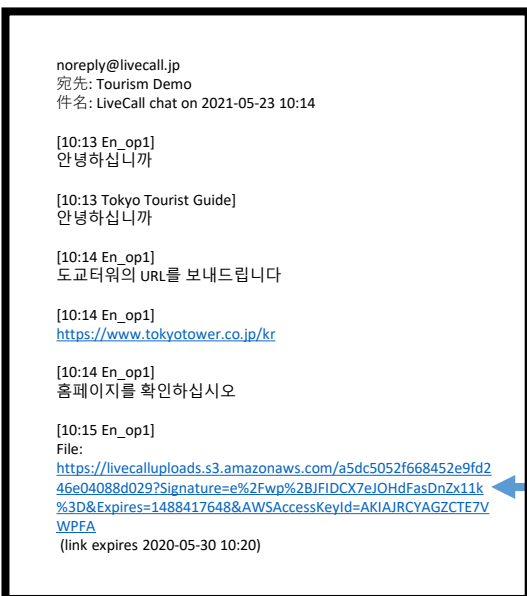 noreply@livecall.jp
宛先: Tourism Demo
件名: LiveCall chat on 2021-05-23 10:14
[10:13 En_op1]
안녕하십니까
[10:13 Tokyo Tourist Guide]
안녕하십니까
[10:14 En_op1]
도교터워의 URL를 보내드립니다
[10:14 En_op1]
https://www.tokyotower.co.jp/kr
[10:14 En_op1]
홈페이지를 확인하십시오
[10:15 En_op1]
File:
https://livecalluploads.s3.amazonaws.com/a5dc5052f668452e9fd2
46e04088d029?Signature=e%2Fwp%2BJFIDCX7eJOHdFasDnZx11k
%3D&Expires=1488417648&AWSAccessKeyId=AKIAJRCYAGZCTE7V
WPFA
(link expires 2020-05-30 10:20)